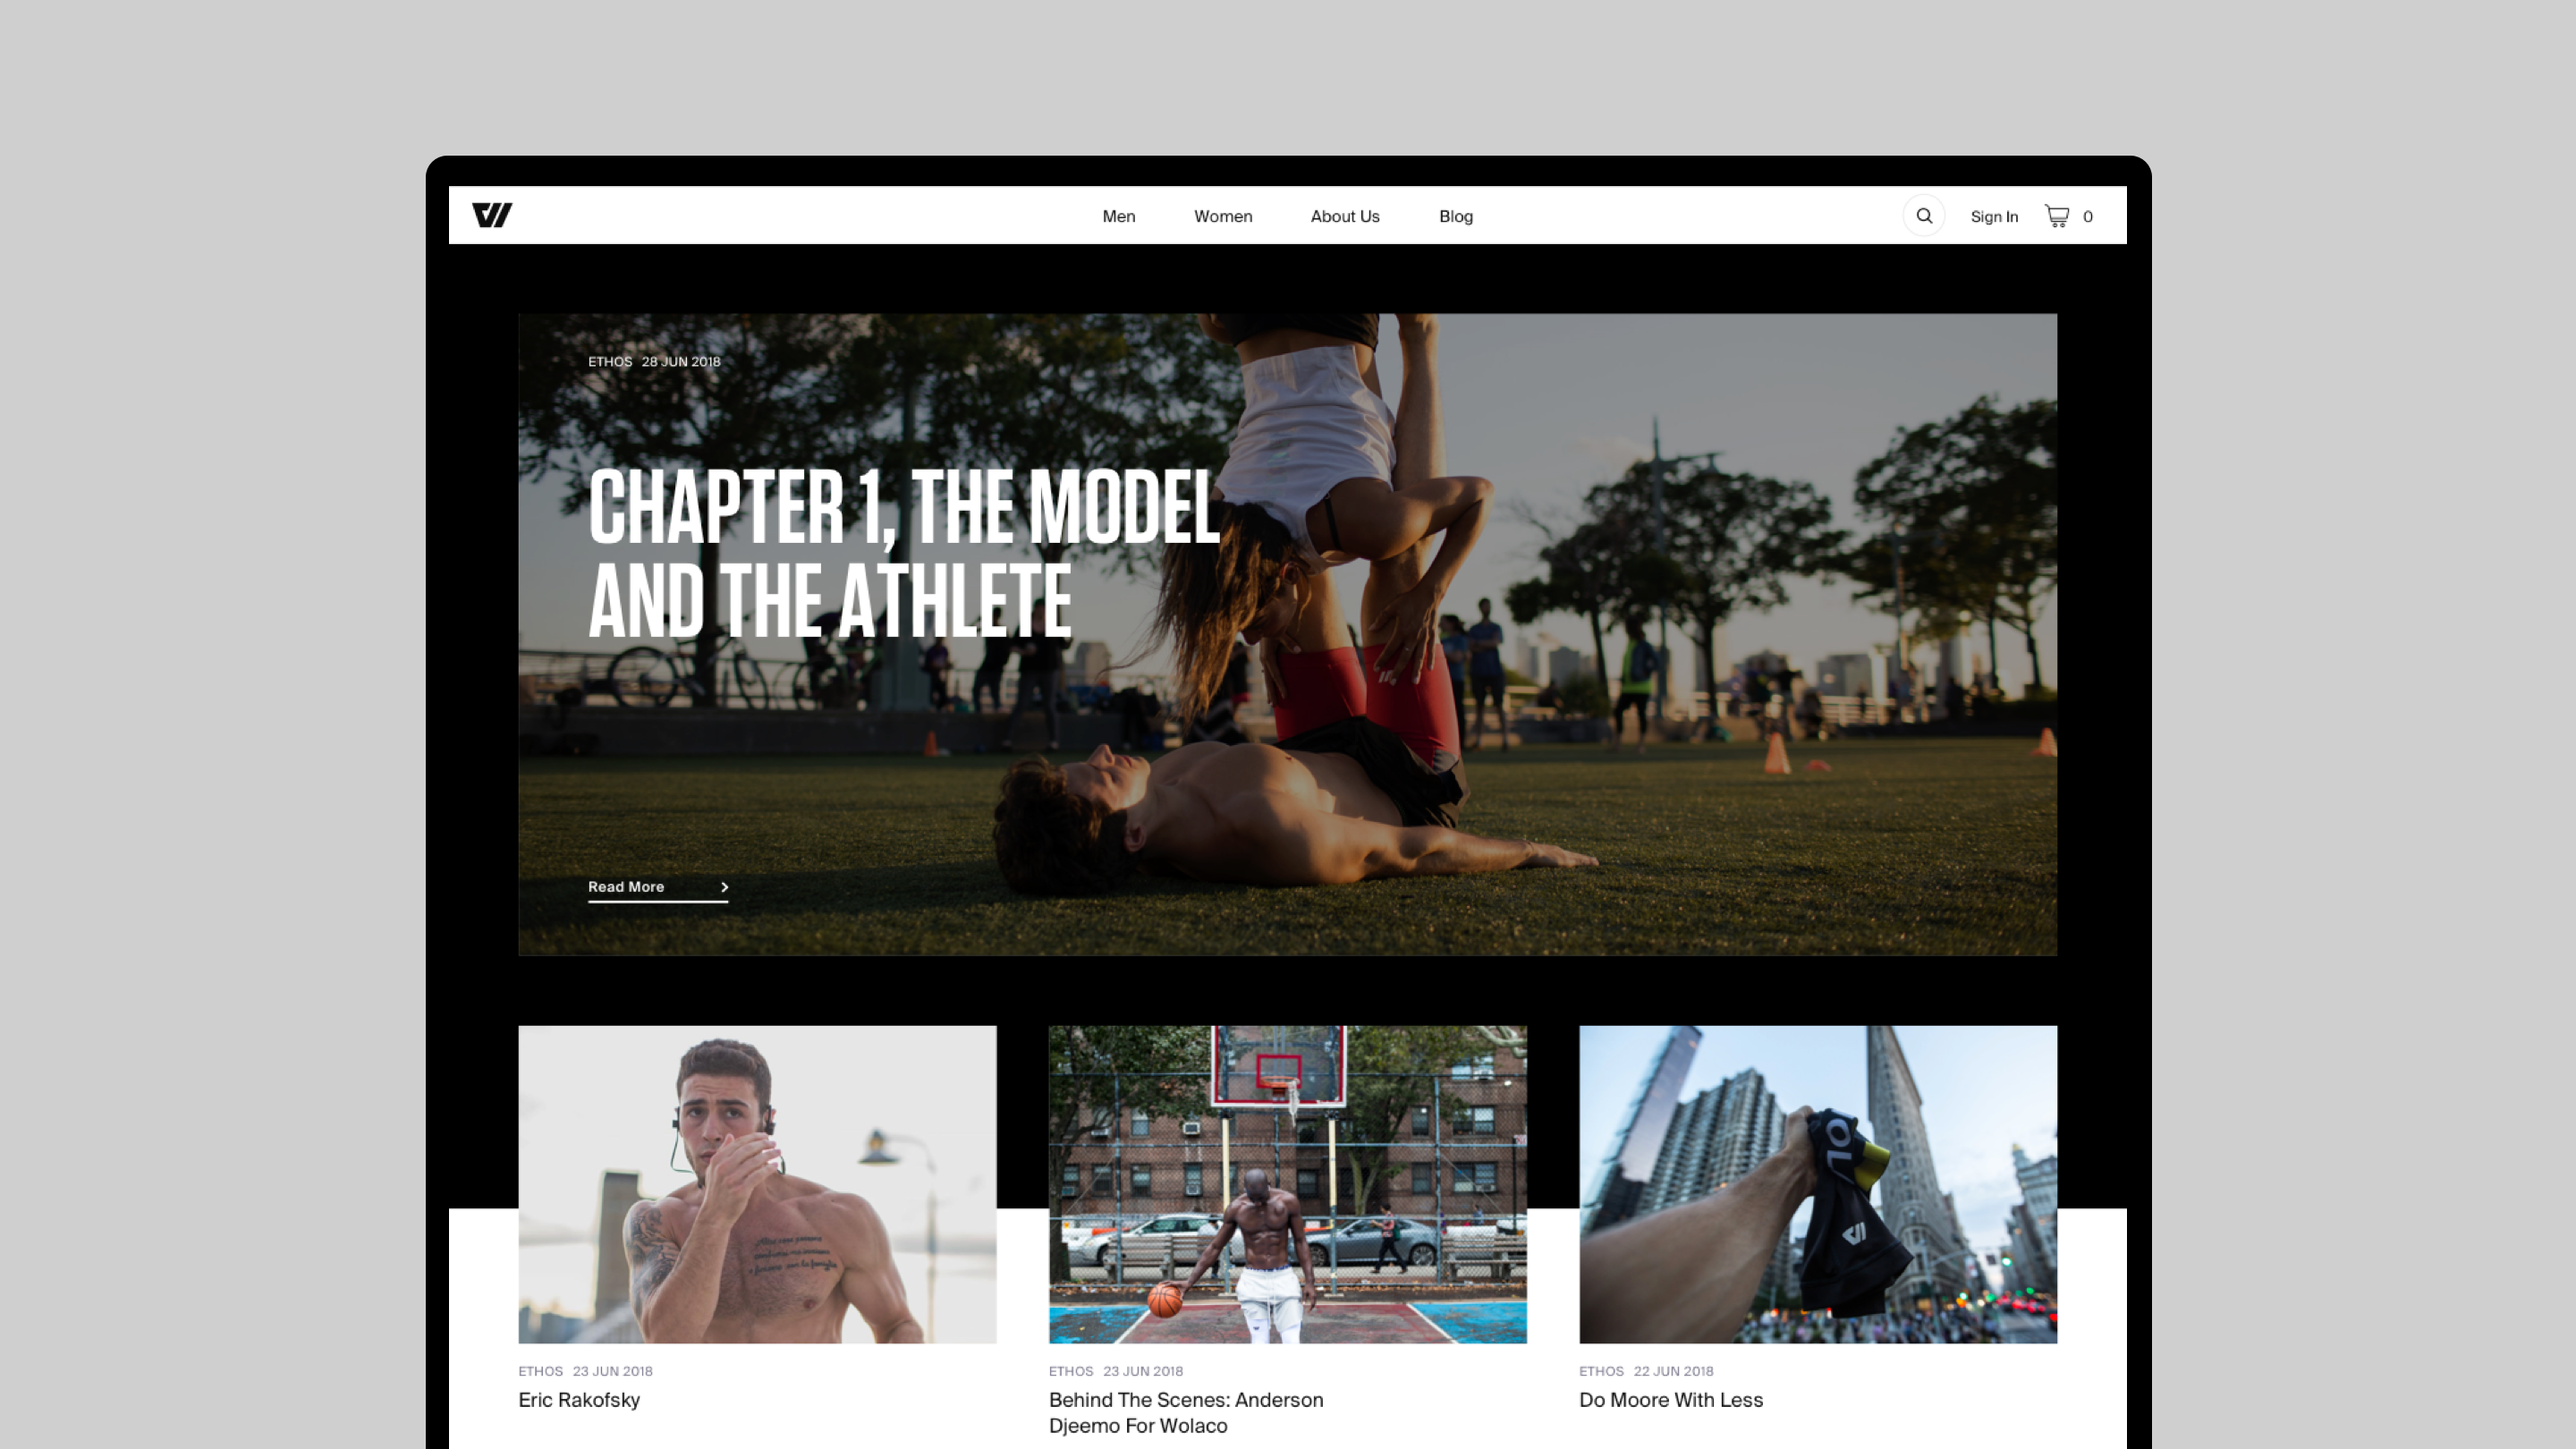 Men
Women
About Us
Blog
Sign In
0
ETHOS 28 JUN 2018
CHAPTER 1, THE MODEL
AND THE ATHLETE
Read More
ETHOS 23 JUN 2018
Eric Rakofsky
ETHOS 23 JUN 2018
Behind The Scenes: Anderson
Djeemo For Wolaco
ETHOS 22 JUN 2018
Do Moore With Less